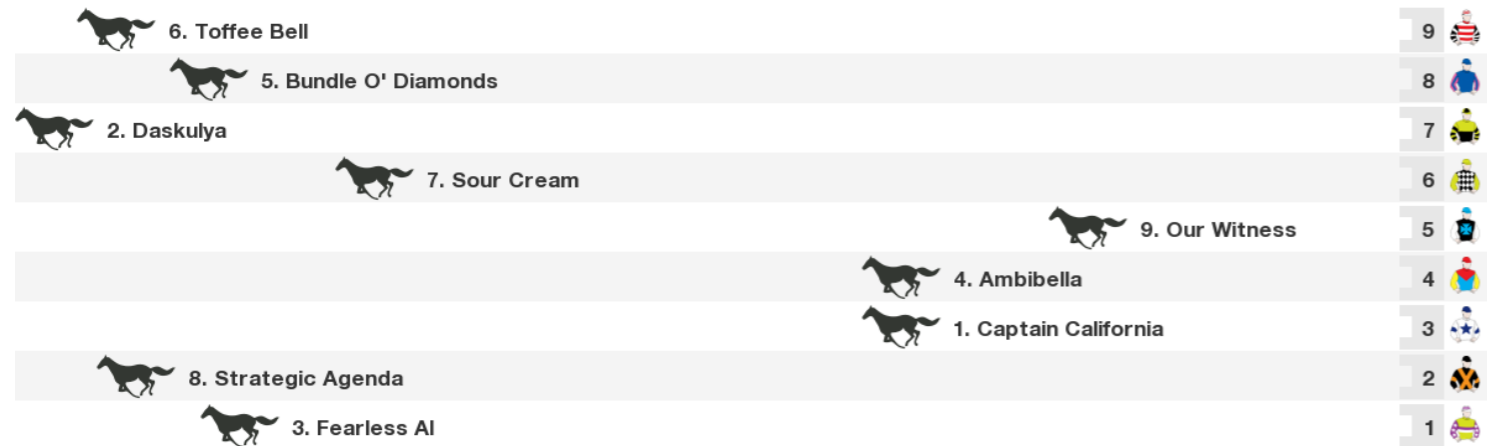 6. Toffee Bell 9
5. Bundle O' Diamonds 8
2. Daskulya 7
7. Sour Cream 6
9. Our Witness 5
4. Ambibella 4
1. Captain California 3
8. Strategic Agenda 2
3. Fearless Al 1